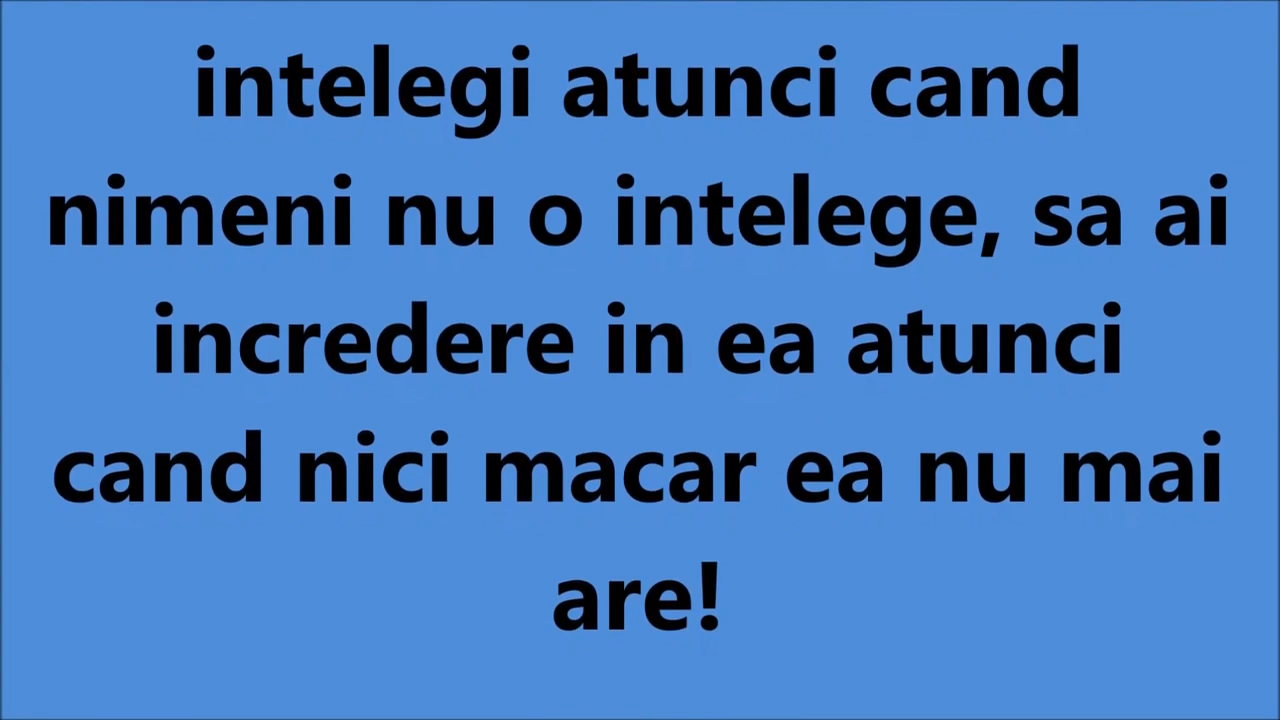 intelegi atunci cand
nimeni nu o intelege, sa ai
incredere in ea atunci
cand nici macar ea nu mai
are!